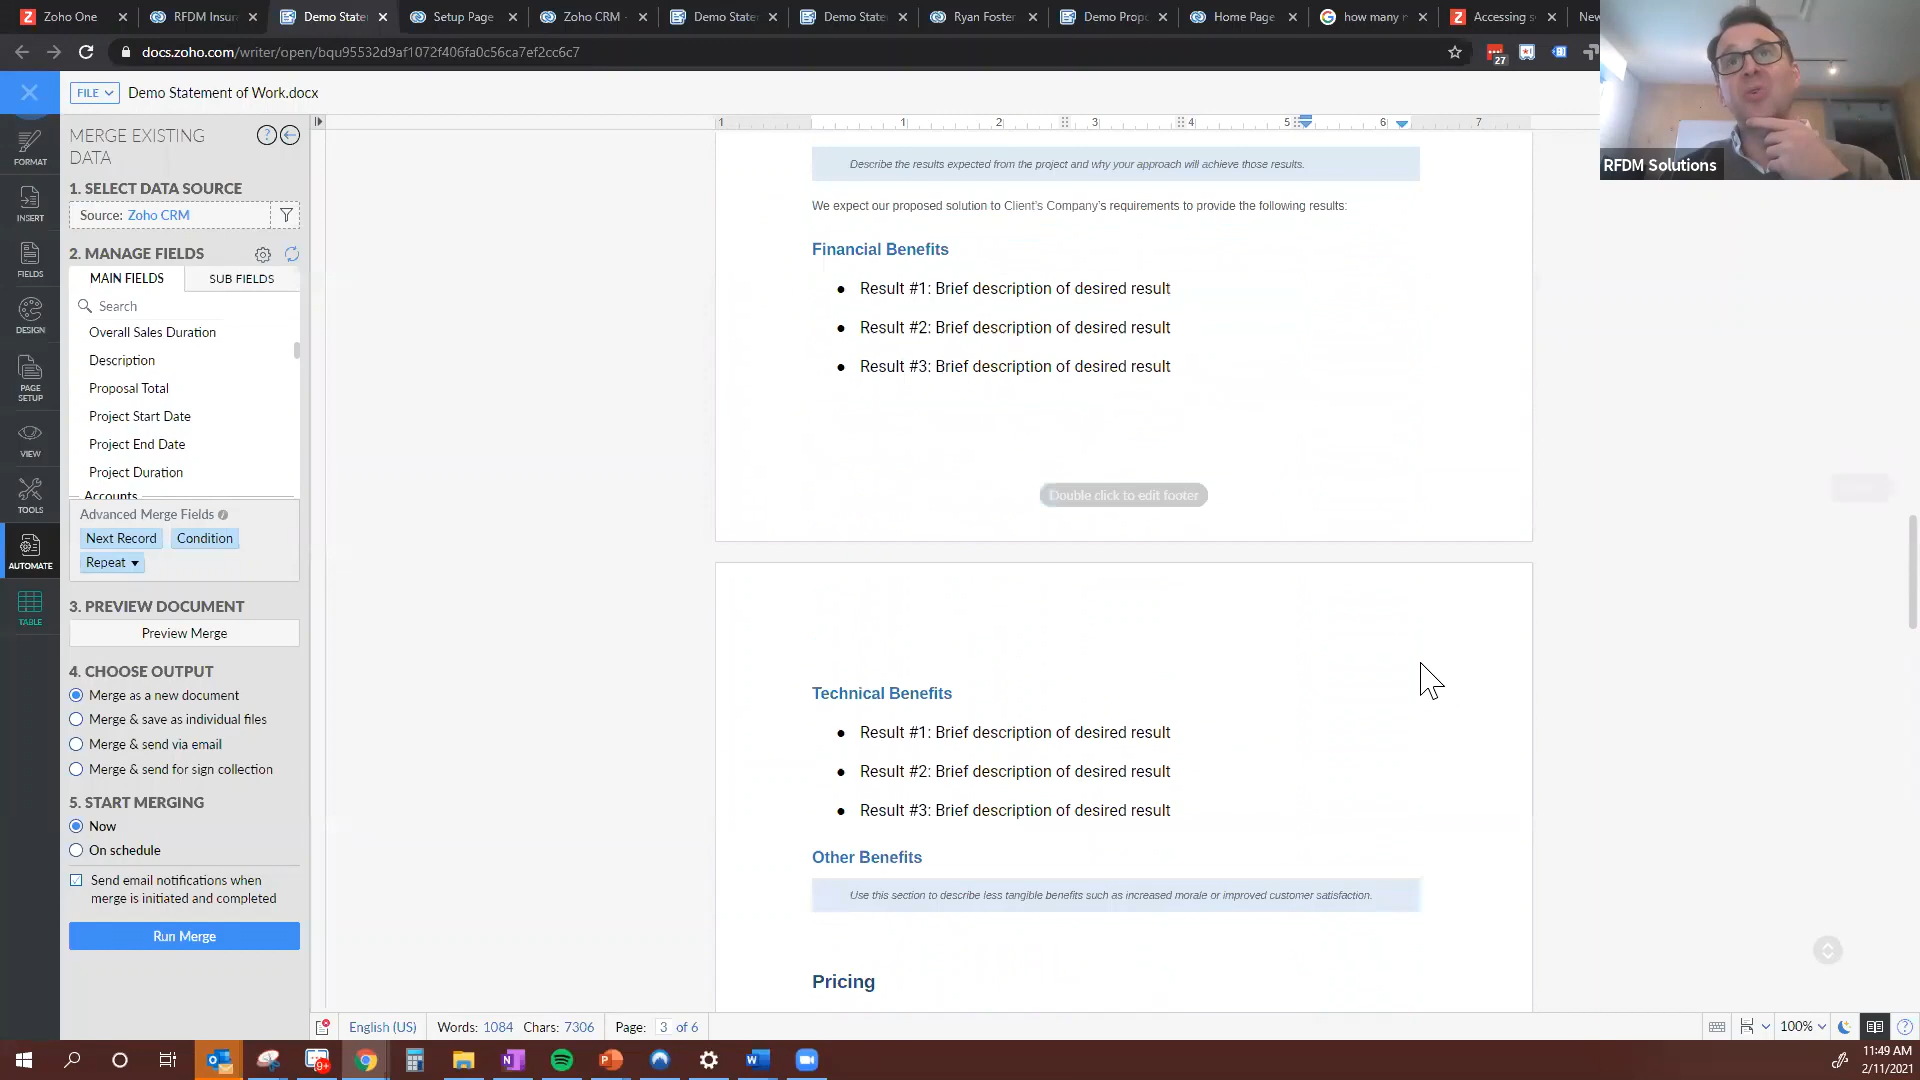 Zoho One
RFDM Insur
Demo State
Setup Page
Zoho CRM -
Demo State
Demo State
Ryan Foster
Demo Propo
Home Page
how many
Accessing s
New
docs.zoho.com/writer/open/bqu95532d9af1072f406fa0c56ca7ef2cc6c7
27
FILE
Demo Statement of Work.docx
RFDM Solutions
FORMAT
INSERT
FIELDS
DESIGN
PAGE
SETUP
VIEW
TOOLS
AUTOMATE
TABLE
MERGE EXISTING
DATA
1. SELECT DATA SOURCE
Source: Zoho CRM
2. MANAGE FIELDS
MAIN FIELDS
SUB FIELDS
Search
Overall Sales Duration
Description
Proposal Total
Project Start Date
Project End Date
Project Duration
Accounts
Advanced Merge Fields
Next Record
Condition
Repeat
3. PREVIEW DOCUMENT
Preview Merge
4. CHOOSE OUTPUT
Merge as a new document
Merge & save as individual files
Merge & send via email
Merge & send for sign collection
5. START MERGING
Now
On schedule
Send email notifications when
merge is initiated and completed
Run Merge
1 1 2 3 4 5 6 7
Describe the results expected from the project and why your approach will achieve those results.
We expect our proposed solution to Client's Company's requirements to provide the following results:
Financial Benefits
Result #1: Brief description of desired result
Result #2: Brief description of desired result
Result #3: Brief description of desired result
Double click to edit footer
Technical Benefits
Result #1: Brief description of desired result
Result #2: Brief description of desired result
Result #3: Brief description of desired result
Other Benefits
Use this section to describe less tangible benefits such as increased morale or improved customer satisfaction.
Pricing
English (US)
Words: 1084 Chars: 7306
Page: 3 of 6
100%
9+
11:49 AM
2/11/2021